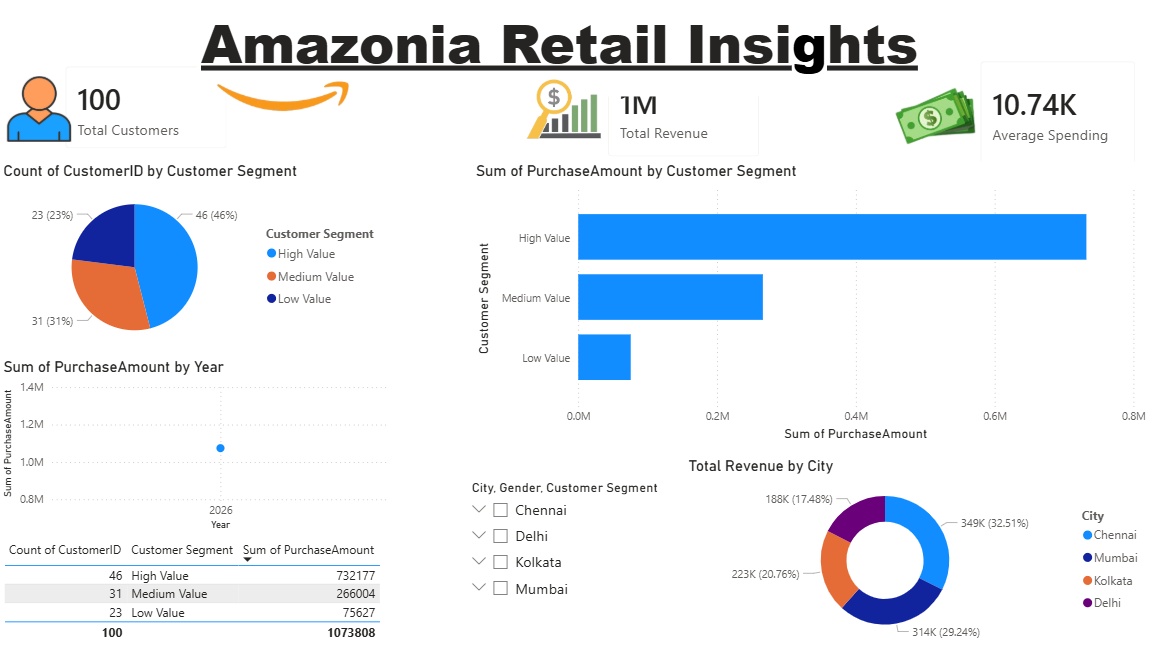 Amazonia Retail Insights
100
Total Customers
1M
Total Revenue
10.74K
Average Spending
Count of CustomerID by Customer Segment
23 (23%)
46 (46%)
31 (31%)
Customer Segment
High Value
Medium Value
Low Value
Sum of PurchaseAmount by Customer Segment
Customer Segment
High Value
Medium Value
Low Value
0.0M 0.2M 0.4M 0.6M 0.8M
Sum of PurchaseAmount
Sum of PurchaseAmount by Year
Sum of PurchaseAmount
1.4M
1.2M
1.0M
0.8M
2026
Year
Count of CustomerID Customer Segment Sum of PurchaseAmount
46 High Value 732177
31 Medium Value 266004
23 Low Value 75627
100 1073808
City, Gender, Customer Segment
Chennai
Delhi
Kolkata
Mumbai
Total Revenue by City
188K (17.48%)
349K (32.51%)
223K (20.76%)
314K (29.24%)
City
Chennai
Mumbai
Kolkata
Delhi